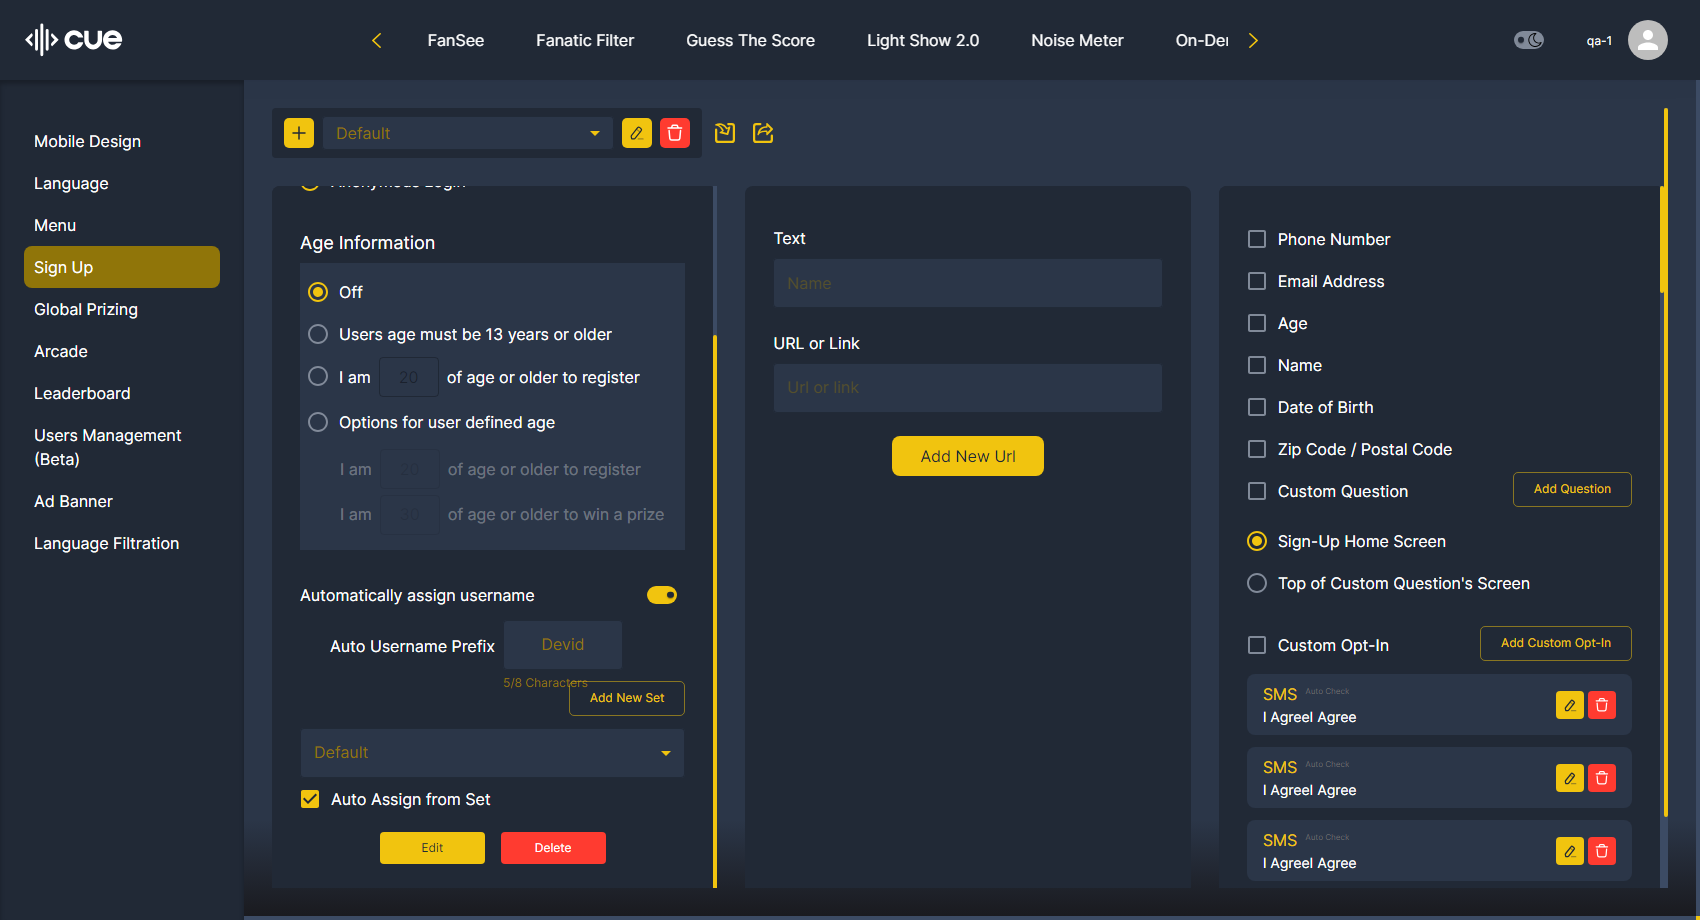 cue
FanSee
Fanatic Filter
Guess The Score
Light Show 2.0
Noise Meter
On-De
qa-1
Mobile Design
Language
Menu
Sign Up
Global Prizing
Arcade
Leaderboard
Users Management
(Beta)
Ad Banner
Language Filtration
Default
Anonymous Login
Age Information
Off
Users age must be 13 years or older
I am 20 of age or older to register
Options for user defined age
I am 20 of age or older to register
I am 30 of age or older to win a prize
Automatically assign username
Auto Username Prefix Devid
5/8 Characters
Add New Set
Default
Auto Assign from Set
Edit
Delete
Text
Name
URL or Link
Url or link
Add New Url
Phone Number
Email Address
Age
Name
Date of Birth
Zip Code / Postal Code
Custom Question
Add Question
Sign-Up Home Screen
Top of Custom Question's Screen
Custom Opt-In
Add Custom Opt-In
SMS Auto Check
I AgreeI Agree
SMS Auto Check
I AgreeI Agree
SMS Auto Check
I AgreeI Agree